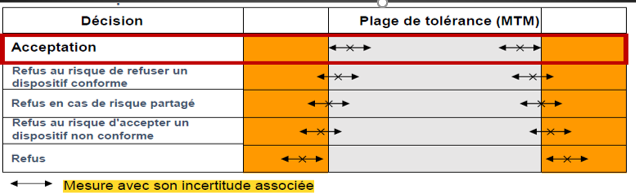 Décision
Plage de tolérance (MTM)
Acceptation
Refus au risque de refuser un
dispositif conforme
Refus en cas de risque partagé
Refus au risque d'accepter un
dispositif non conforme
Refus
Mesure avec son incertitude associée